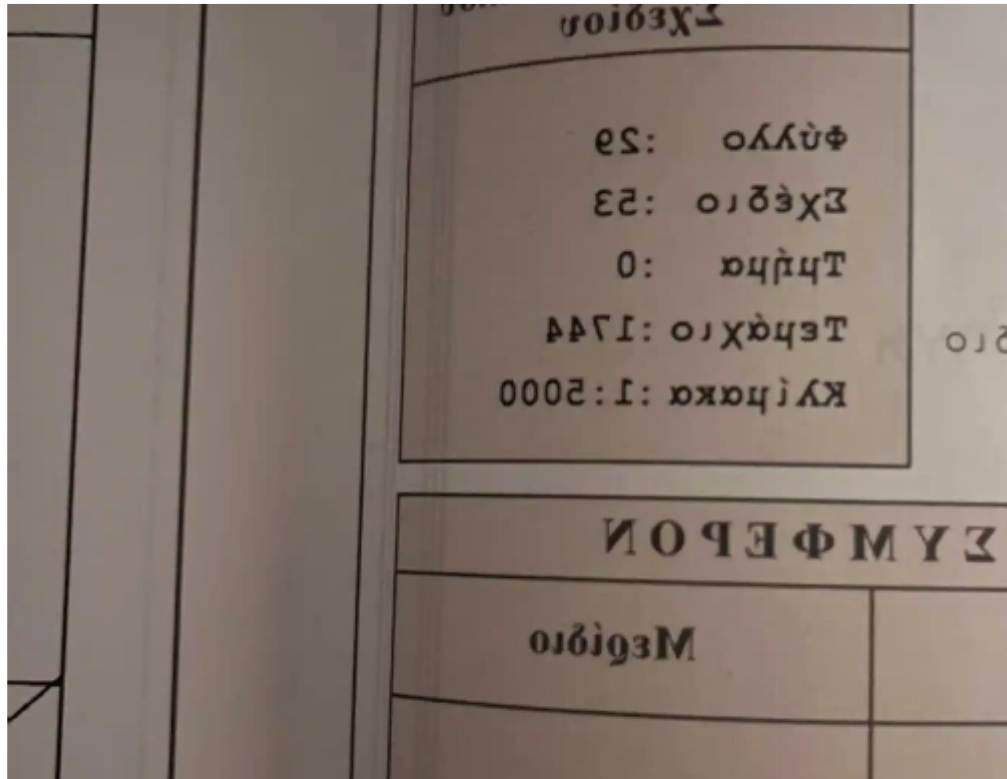 Σχεδίου
Φύλλο :29
Σχέδιο :53
Τμήμα :0
Τεμάχιο :1744
Κλίμακα :1:5000
ΣΥΜΦΕΡΟΝ
Μερίδιο